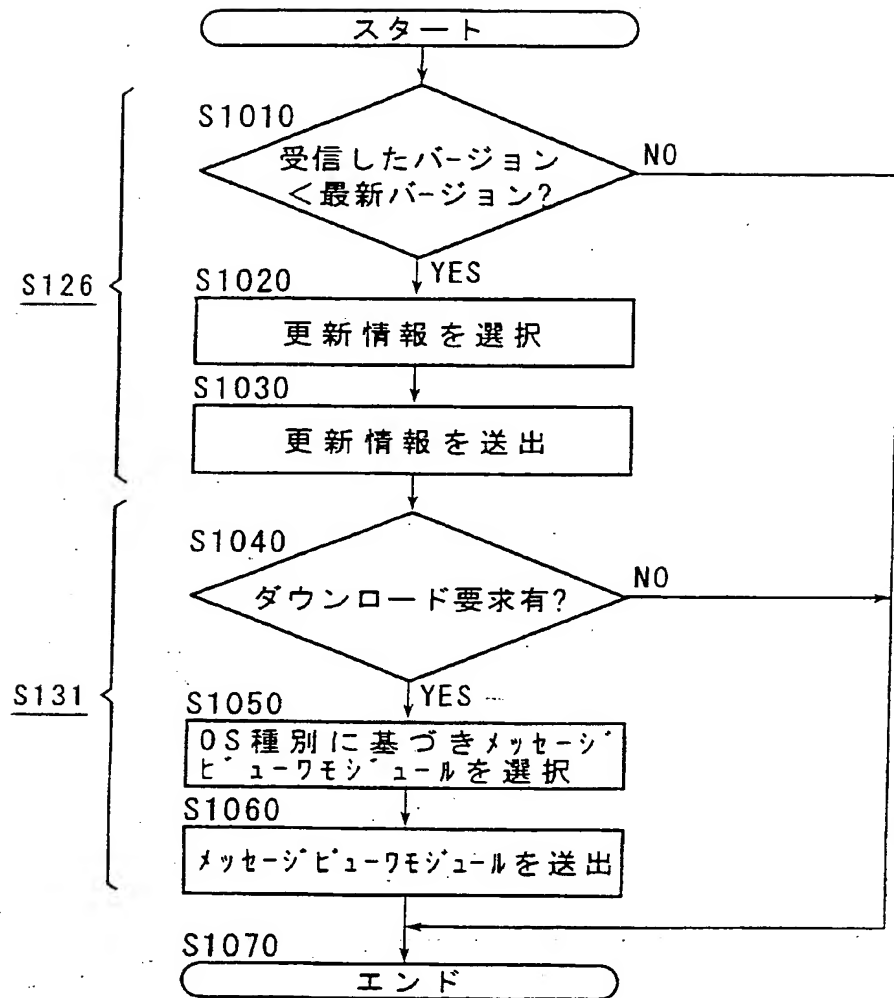 スタート
S1010
受信したバージョン
＜最新バージョン?
NO
YES
S126
S1020
更新情報を選択
S1030
更新情報を送出
S1040
ダウンロード要求有?
NO
YES
S131
S1050
OS種別に基づきメッセージ
ビューワモジュールを選択
S1060
メッセージビューワモジュールを送出
S1070
エンド